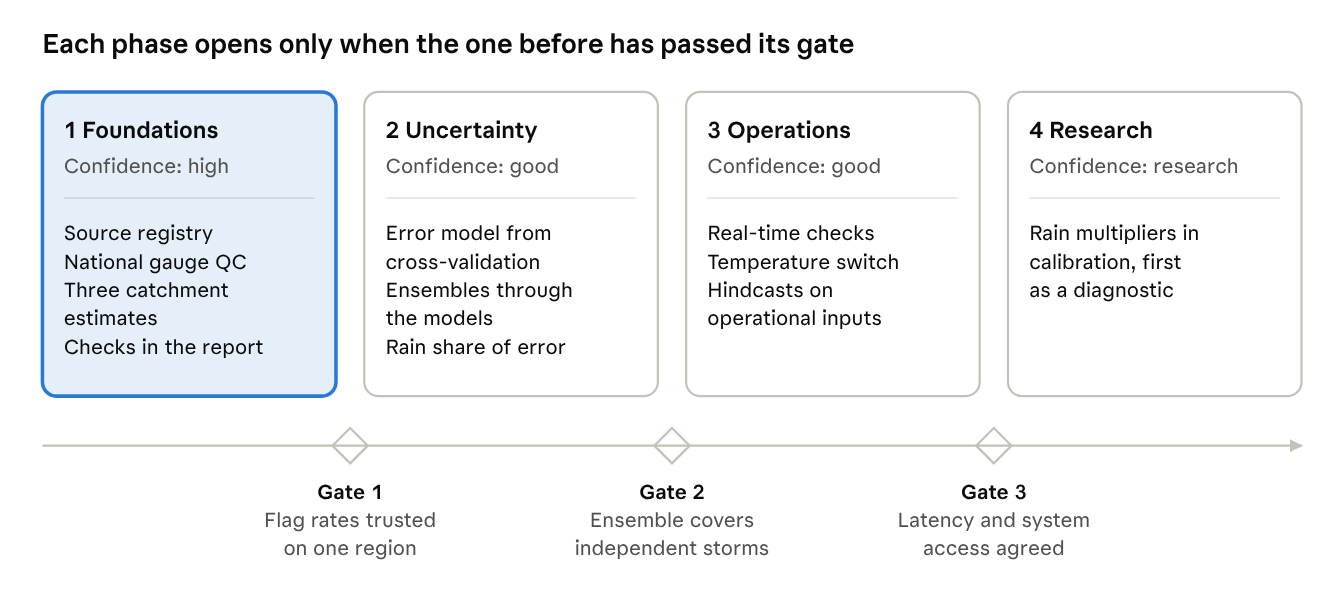 Each phase opens only when the one before has passed its gate
1 Foundations
Confidence: high
Source registry
National gauge QC
Three catchment
estimates
Checks in the report
2 Uncertainty
Confidence: good
Error model from
cross-validation
Ensembles through
the models
Rain share of error
3 Operations
Confidence: good
Real-time checks
Temperature switch
Hindcasts on
operational inputs
4 Research
Confidence: research
Rain multipliers in
calibration, first
as a diagnostic
Gate 1
Flag rates trusted
on one region
Gate 2
Ensemble covers
independent storms
Gate 3
Latency and system
access agreed